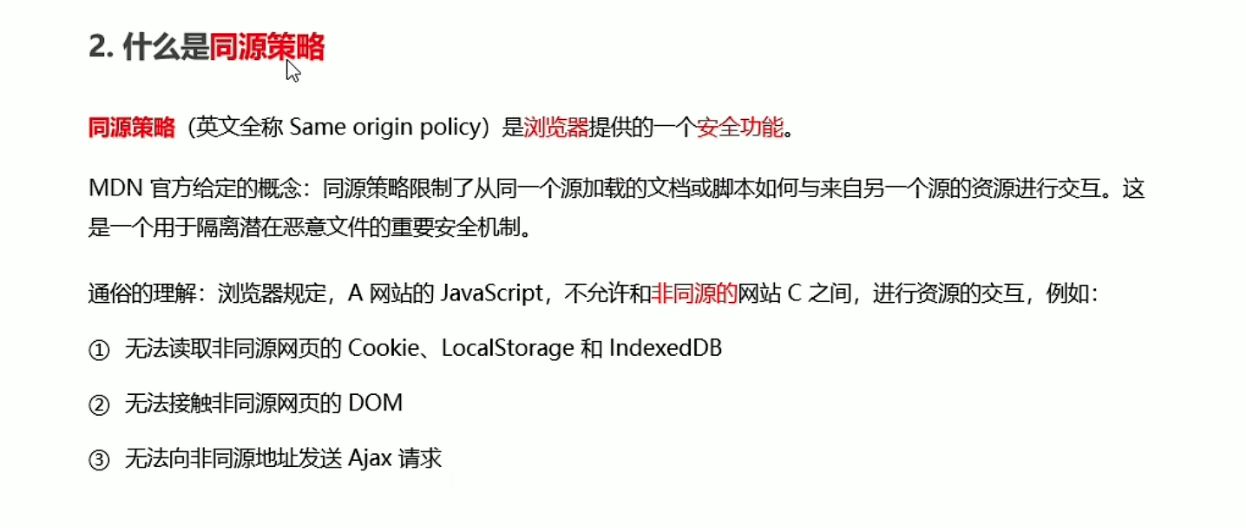 2. 什么是同源策略
同源策略（英文全称 Same origin policy）是浏览器提供的一个安全功能。
MDN 官方给定的概念：同源策略限制了从同一个源加载的文档或脚本如何与来自另一个源的资源进行交互。这
是一个用于隔离潜在恶意文件的重要安全机制。
通俗的理解：浏览器规定，A 网站的 JavaScript，不允许和非同源的网站 C 之间，进行资源的交互，例如：
① 无法读取非同源网页的 Cookie、LocalStorage 和 IndexedDB
② 无法接触非同源网页的 DOM
③ 无法向非同源地址发送 Ajax 请求